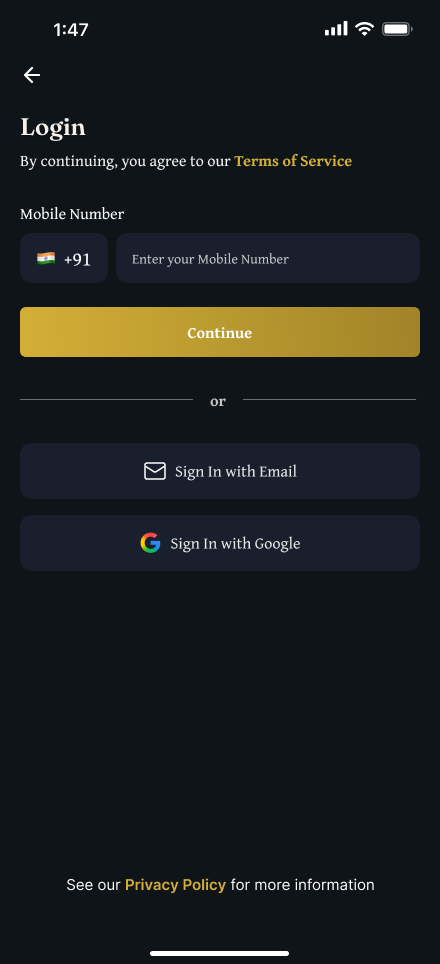 1:47
Login
By continuing, you agree to our Terms of Service
Mobile Number
+91
Enter your Mobile Number
Continue
or
Sign In with Email
Sign In with Google
See our Privacy Policy for more information